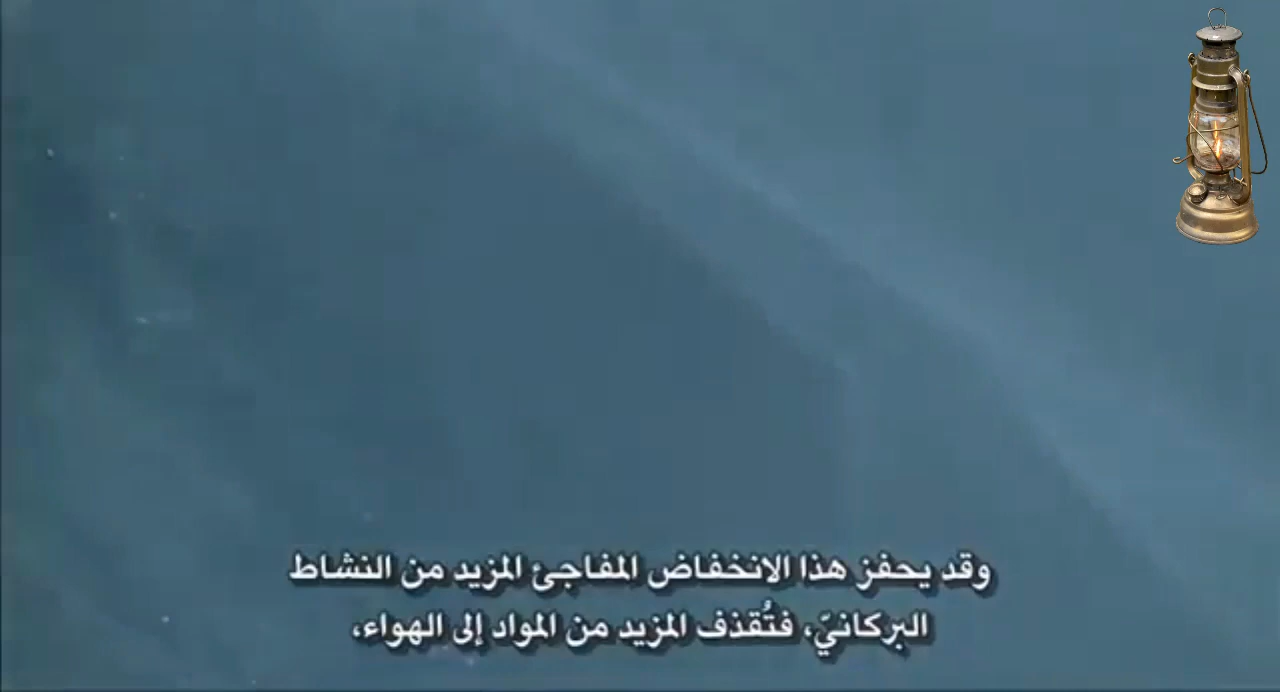 وقد يحفز هذا الانخفاض المفاجئ المزيد من النشاط
البركانيّ، فتُقذف المزيد من المواد إلى الهواء،